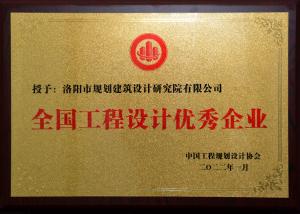 授予：洛阳市规划建筑设计研究院有限公司
全国工程设计优秀企业
中国工程规划设计协会
二〇二二年一月